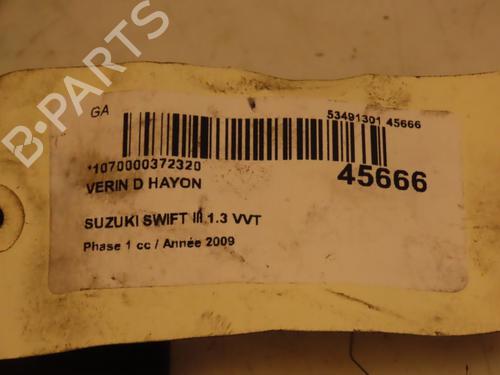 GA
53491301 45666
*1070000372320
45666
VERIN D HAYON
SUZUKI SWIFT III 1.3 VVT
Phase 1 cc / Année 2009
B-PARTS